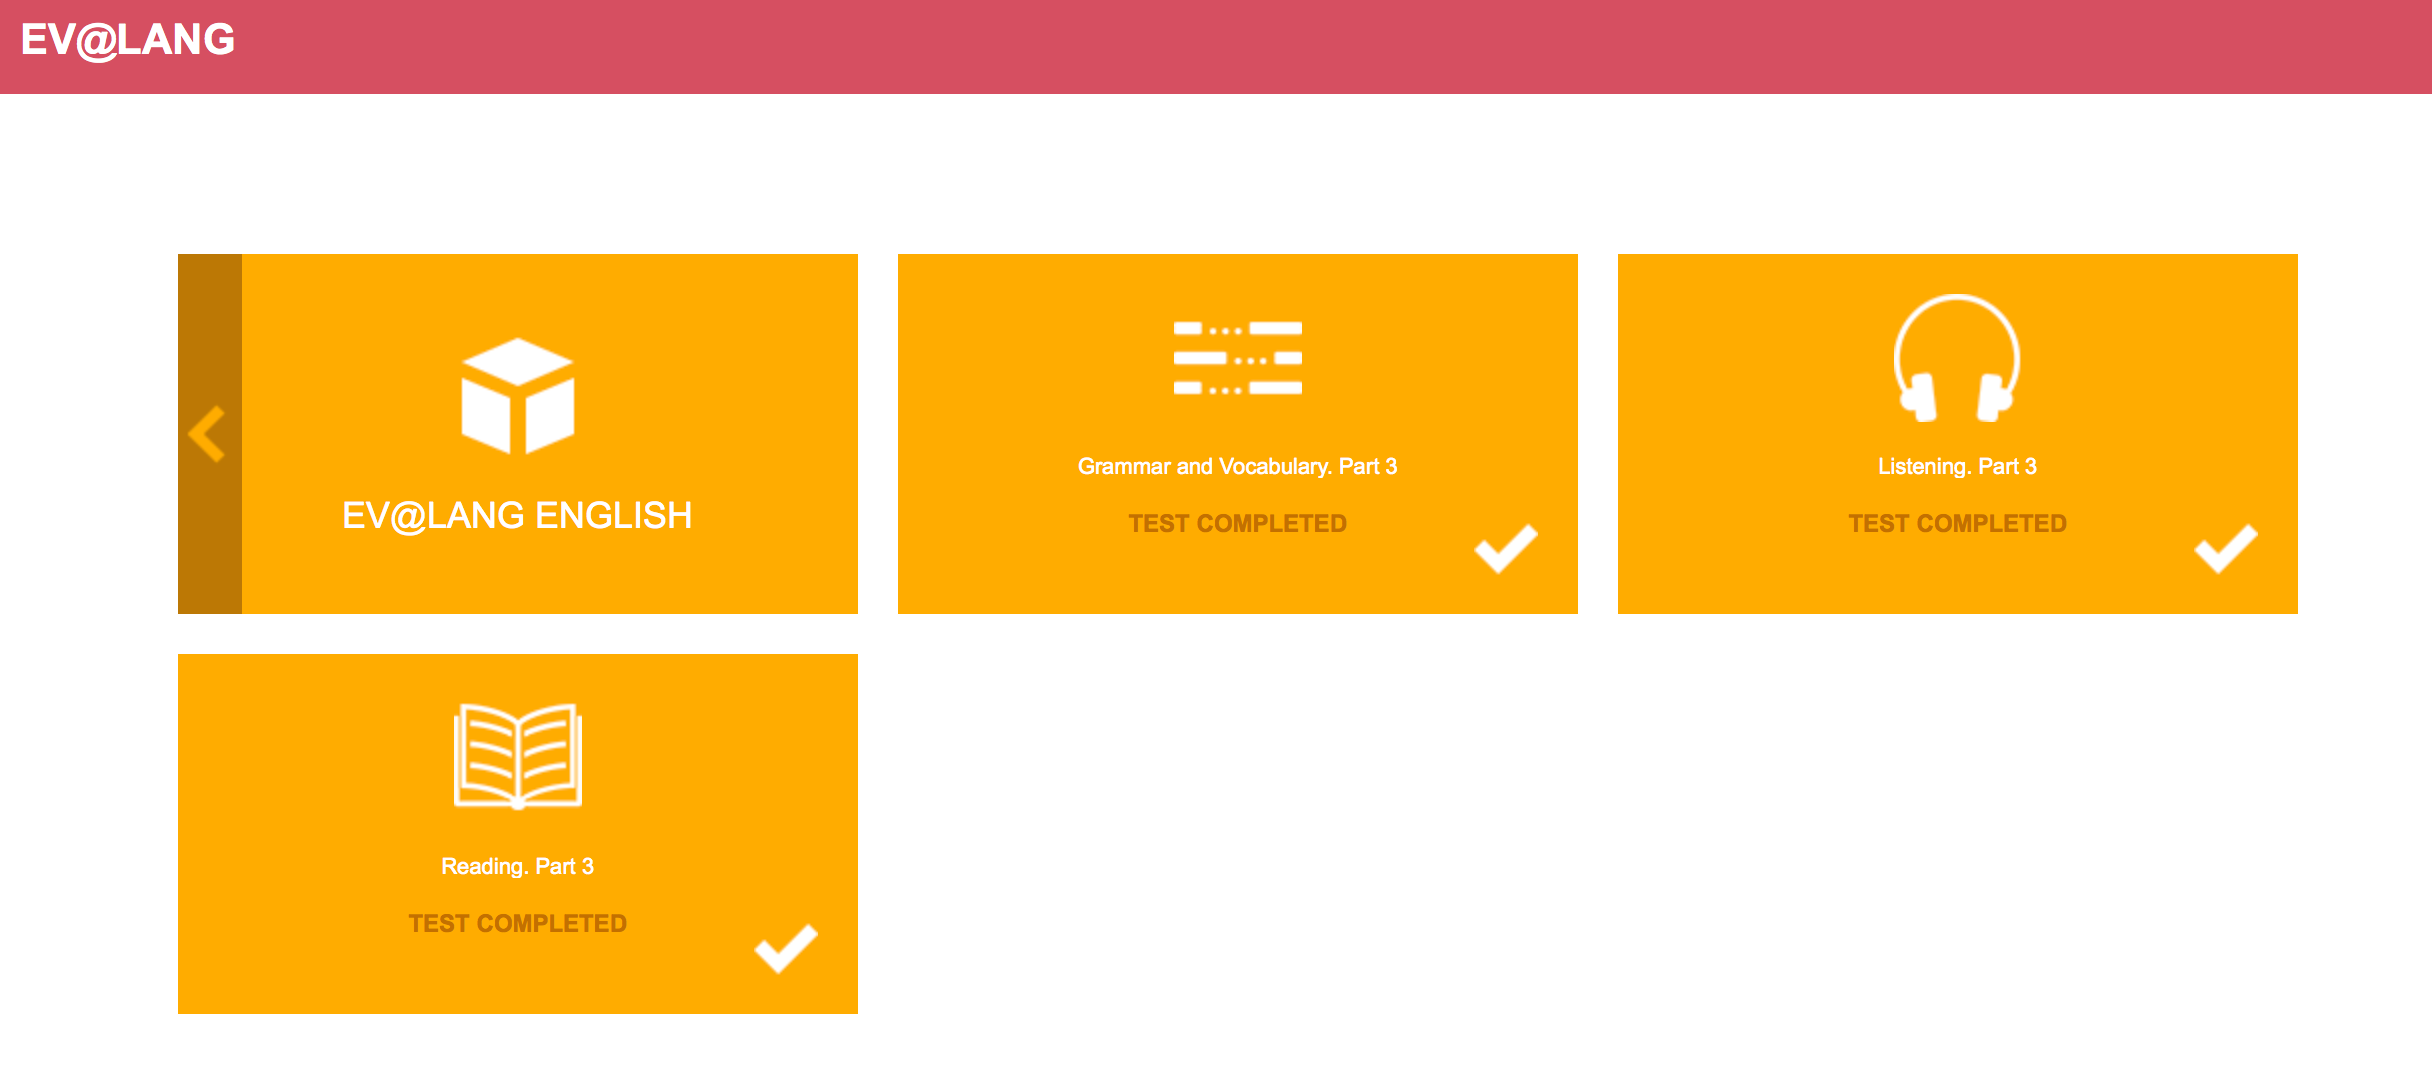 EV@LANG
EV@LANG ENGLISH
Grammar and Vocabulary. Part 3
TEST COMPLETED
Listening. Part 3
TEST COMPLETED
Reading. Part 3
TEST COMPLETED